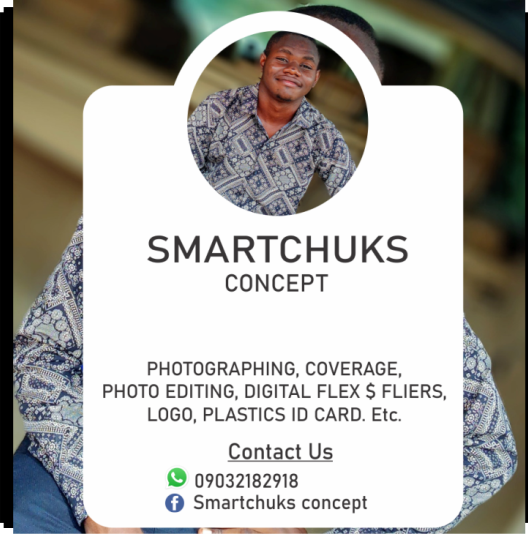 SMARTCHUKS
CONCEPT
PHOTOGRAPHING, COVERAGE,
PHOTO EDITING, DIGITAL FLEX $ FLIERS,
LOGO, PLASTICS ID CARD. Etc.
Contact Us
09032182918
Smartchuks concept